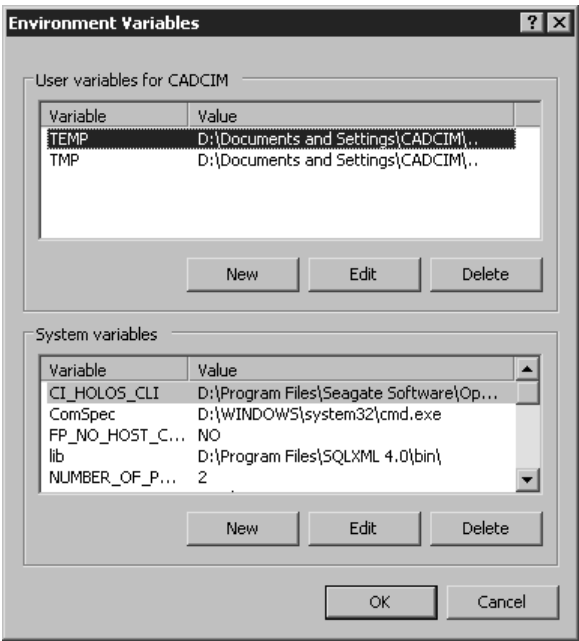 Environment Variables ? ×
User variables for CADCIM
Variable Value
TEMP D:\Documents and Settings\CADCIM\..
TMP D:\Documents and Settings\CADCIM\..
New Edit Delete
System variables
Variable Value
CI_HOLOS_CLI D:\Program Files\Seagate Software\Op...
ComSpec D:\WINDOWS\system32\cmd.exe
FP_NO_HOST_C... NO
lib D:\Program Files\SQLXML 4.0\bin\
NUMBER_OF_P... 2
New Edit Delete
OK Cancel